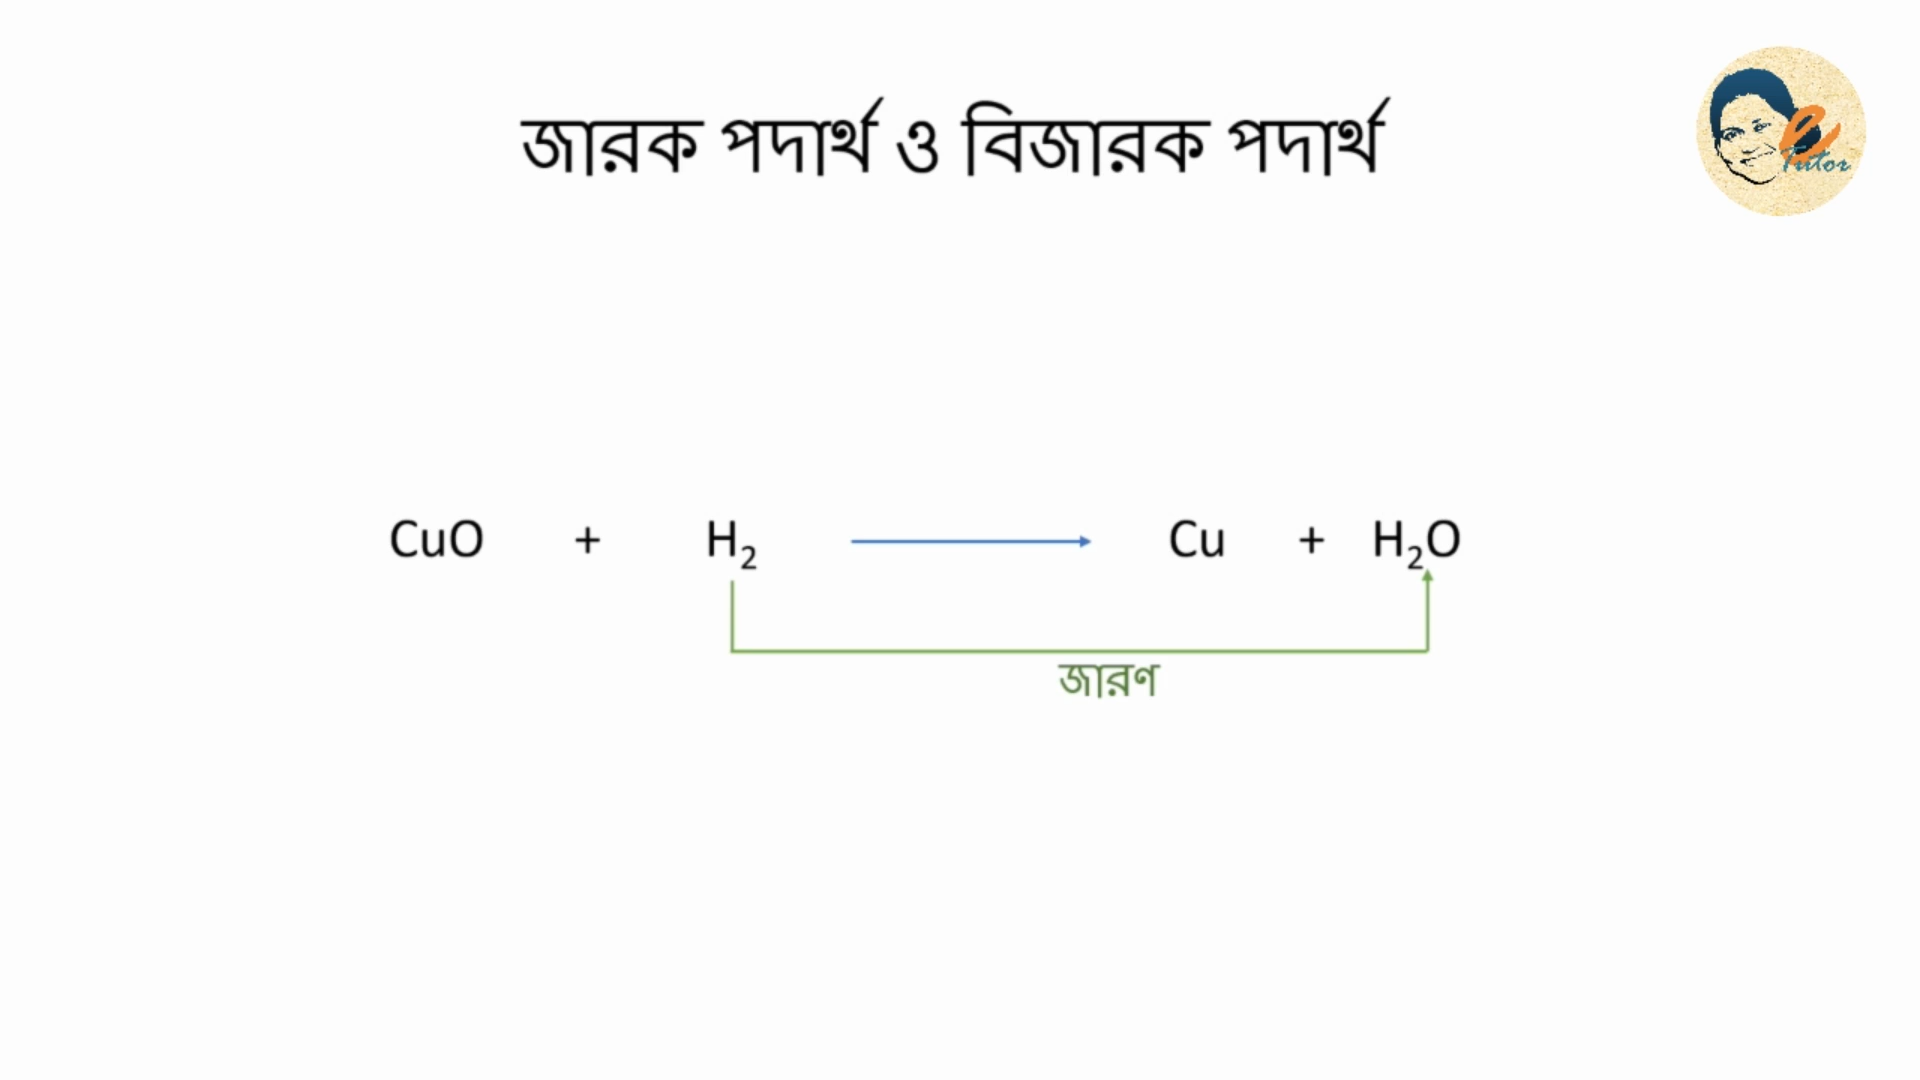 জারক পদার্থ ও বিজারক পদার্থ
e
Tutor
CuO + H₂ → Cu + H₂O
জারণ